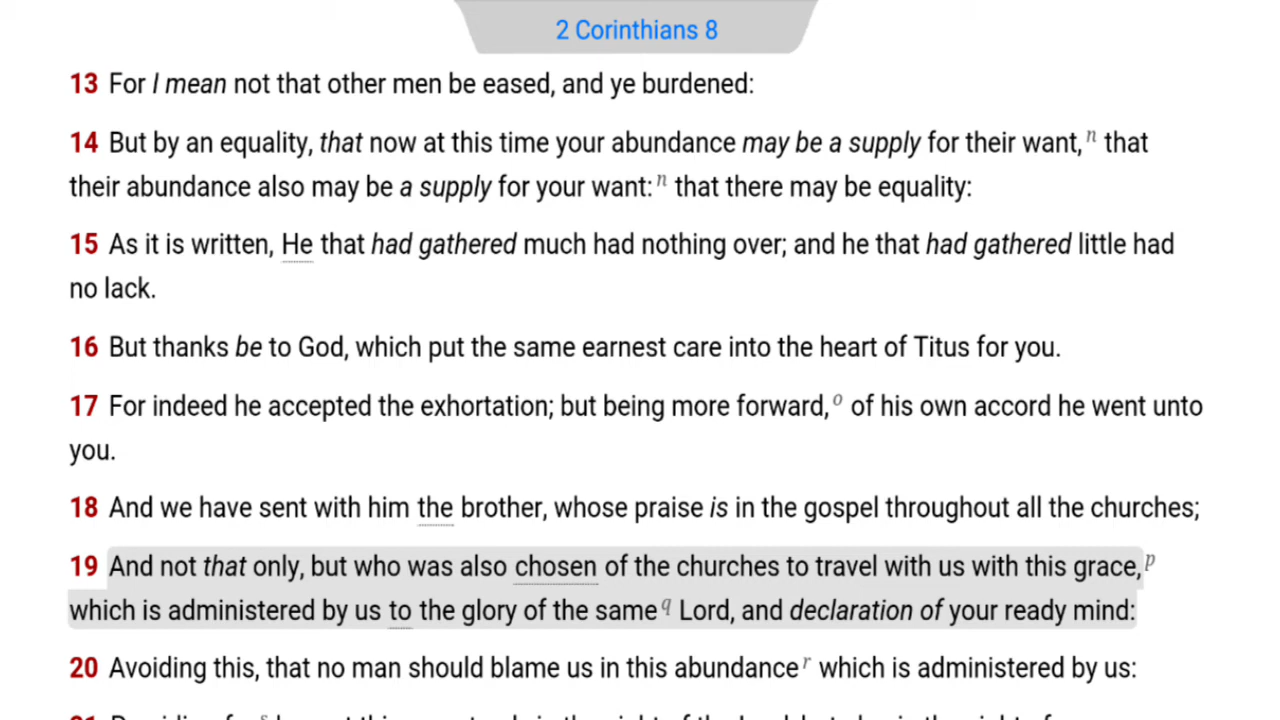 2 Corinthians 8
13 For I mean not that other men be eased, and ye burdened:
14 But by an equality, that now at this time your abundance may be a supply for their want, n that
their abundance also may be a supply for your want: n that there may be equality:
15 As it is written, He that had gathered much had nothing over; and he that had gathered little had
no lack.
16 But thanks be to God, which put the same earnest care into the heart of Titus for you.
17 For indeed he accepted the exhortation; but being more forward, o of his own accord he went unto
you.
18 And we have sent with him the brother, whose praise is in the gospel throughout all the churches;
19 And not that only, but who was also chosen of the churches to travel with us with this grace, p
which is administered by us to the glory of the same q Lord, and declaration of your ready mind:
20 Avoiding this, that no man should blame us in this abundance r which is administered by us: